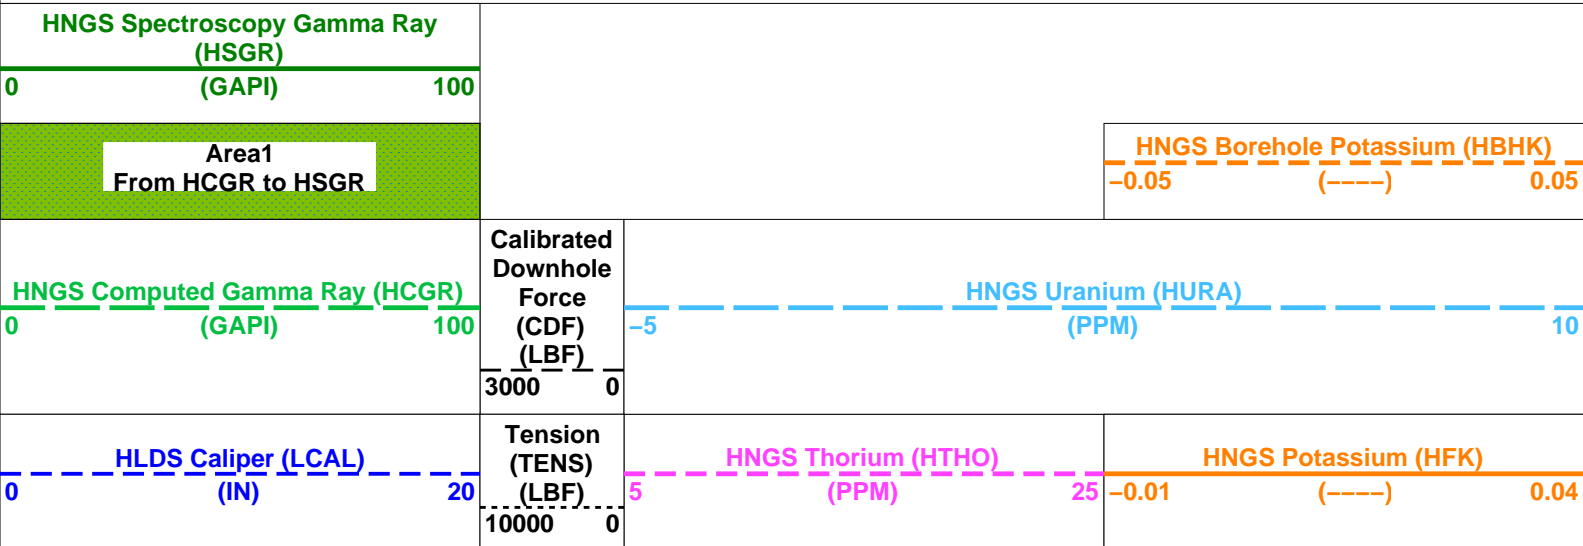 HNGS Spectroscopy Gamma Ray
(HSGR)
0 (GAPI) 100
Area1
From HCGR to HSGR
HNGS Borehole Potassium (HBHK)
−0.05 (−−−−) 0.05
HNGS Computed Gamma Ray (HCGR)
0 (GAPI) 100
Calibrated
Downhole
Force
(CDF)
(LBF)
3000 0
HNGS Uranium (HURA)
−5 (PPM) 10
HLDS Caliper (LCAL)
0 (IN) 20
Tension
(TENS)
(LBF)
10000 0
HNGS Thorium (HTHO)
5 (PPM) 25
HNGS Potassium (HFK)
−0.01 (−−−−) 0.04